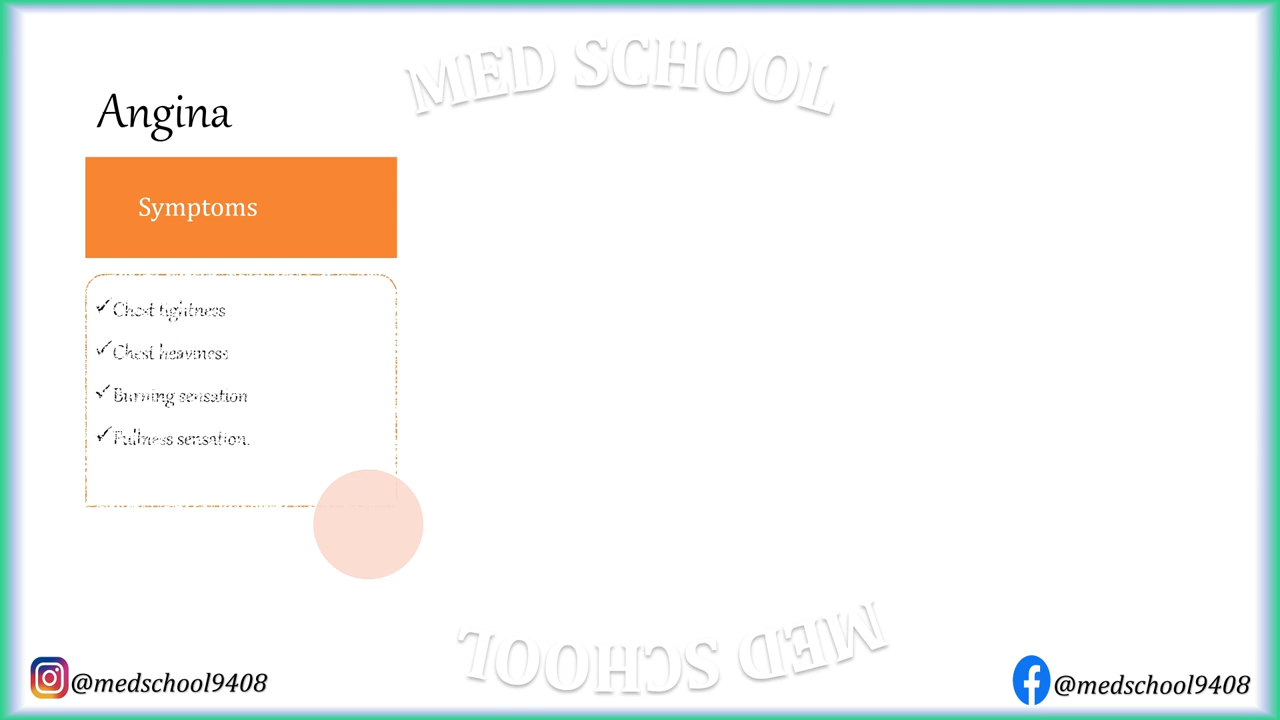 MED SCHOOL
Angina
Symptoms
✓Chest tightness
✓Chest heaviness
✓Burning sensation
✓Fullness sensation.
MED SCHOOL
@medschool9408
@medschool9408